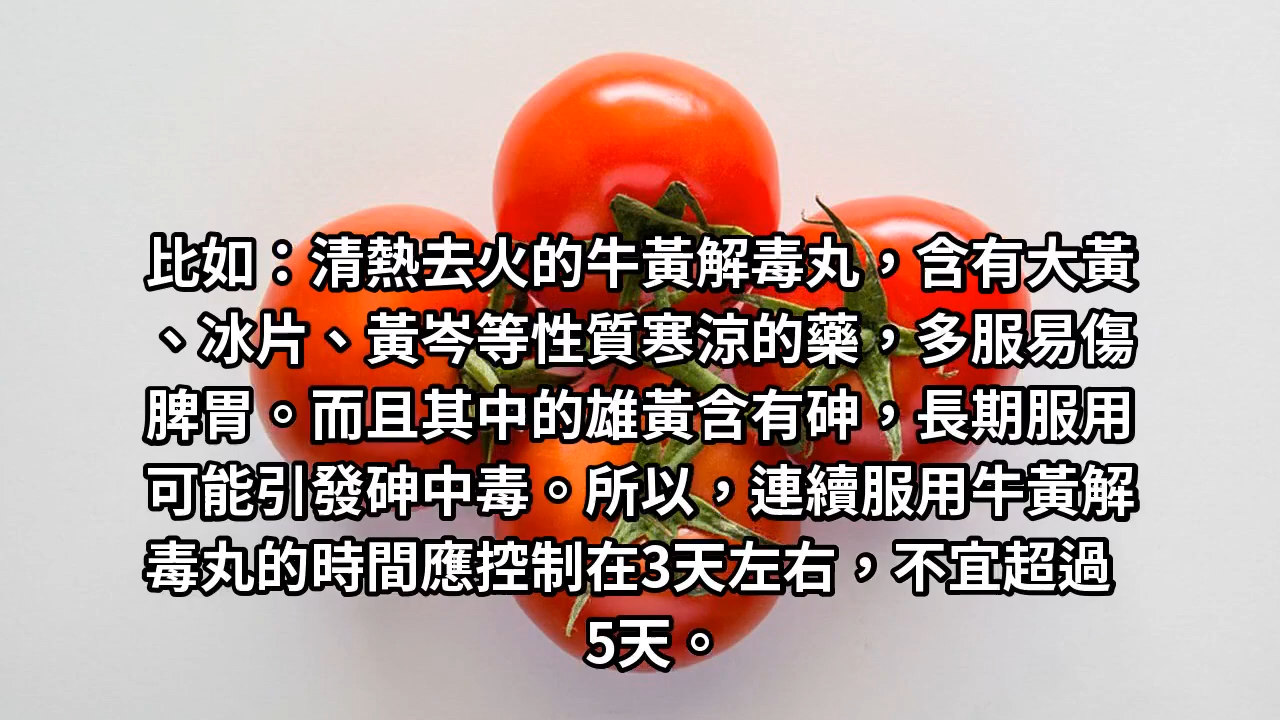 比如：清熱去火的牛黃解毒丸，含有大黃
、冰片、黃岑等性質寒涼的藥，多服易傷
脾胃。而且其中的雄黃含有砷，長期服用
可能引發砷中毒。所以，連續服用牛黃解
毒丸的時間應控制在3天左右，不宜超過
5天。